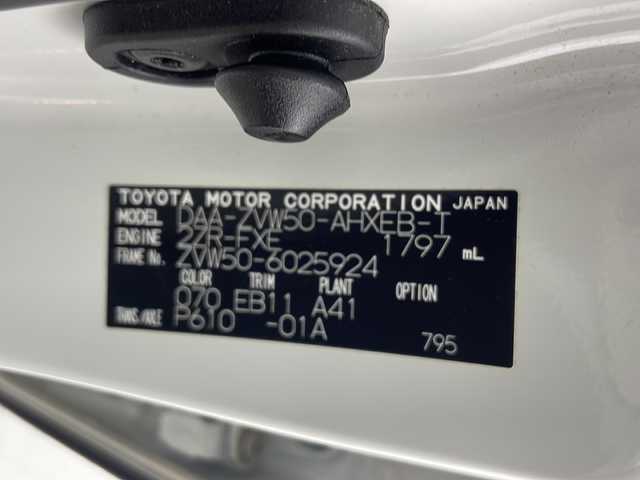 TOYOTA MOTOR CORPORATION JAPAN
MODEL DAA-ZVW50-AHXEB-T
ENGINE 2ZR-FXE 1797 mL
FRAME No. ZVW50-6025924
COLOR TRIM PLANT OPTION
070 EB11 A41
TRANS./AXLE P610 -01A
795